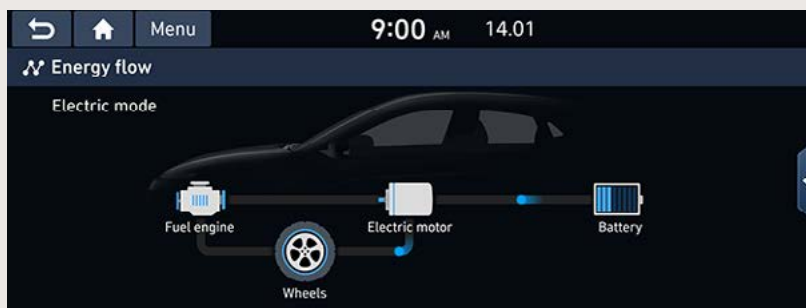 Menu
9:00 AM
14.01
Energy flow
Electric mode
Fuel engine
Electric motor
Battery
Wheels